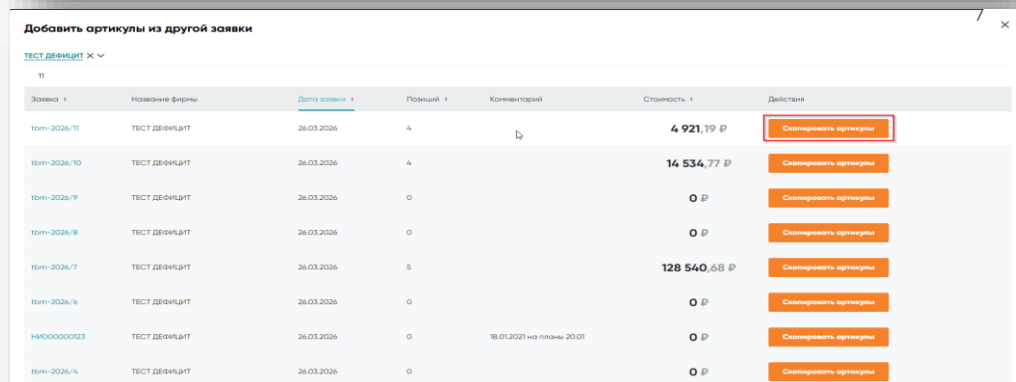 7
Добавить артикулы из другой заявки
ТЕСТ ДЕФИЦИТ
11
Заявка Название фирмы Дата заявки Позиций Комментарий Стоимость Действия
tbm-2026/11 ТЕСТ ДЕФИЦИТ 26.03.2026 4 4 921,19 ₽ Скопировать артикулы
tbm-2026/10 ТЕСТ ДЕФИЦИТ 26.03.2026 4 14 534,77 ₽ Скопировать артикулы
tbm-2026/9 ТЕСТ ДЕФИЦИТ 26.03.2026 0 0 ₽ Скопировать артикулы
tbm-2026/8 ТЕСТ ДЕФИЦИТ 26.03.2026 0 0 ₽ Скопировать артикулы
tbm-2026/7 ТЕСТ ДЕФИЦИТ 26.03.2026 5 128 540,68 ₽ Скопировать артикулы
tbm-2026/6 ТЕСТ ДЕФИЦИТ 26.03.2026 0 0 ₽ Скопировать артикулы
НИ000000123 ТЕСТ ДЕФИЦИТ 26.03.2026 0 18.01.2021 на планы 20.01 0 ₽ Скопировать артикулы
tbm-2026/4 ТЕСТ ДЕФИЦИТ 26.03.2026 0 0 ₽ Скопировать артикулы